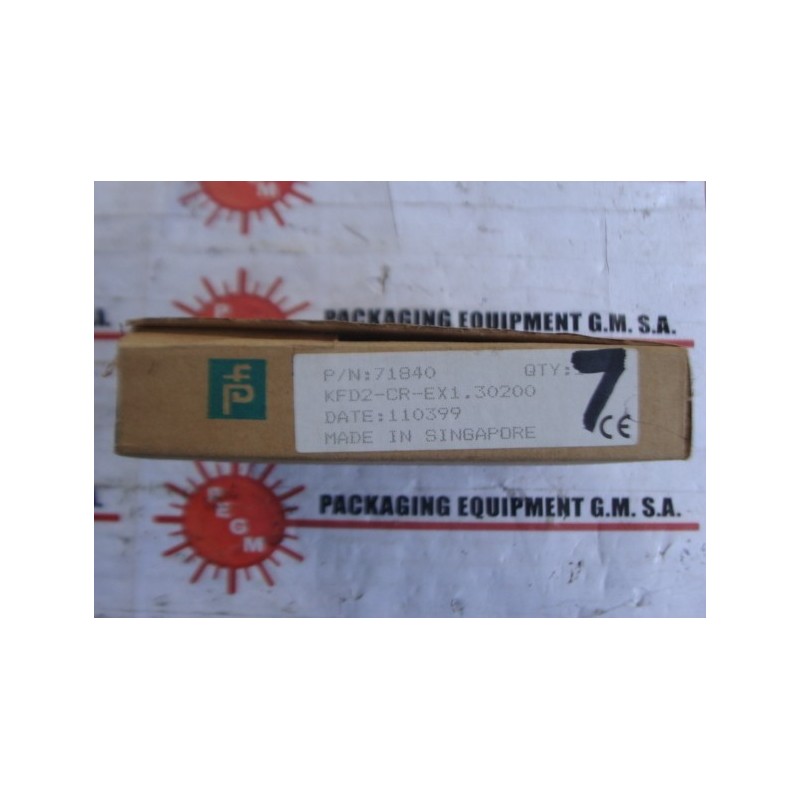 M
P E
PACKAGING EQUIPMENT G.M. S.A.
P/N:71840 QTY:
7
KFD2-CR-EX1.30200
DATE:110399
MADE IN SINGAPORE
CE
PEGM
PACKAGING EQUIPMENT G.M. S.A.